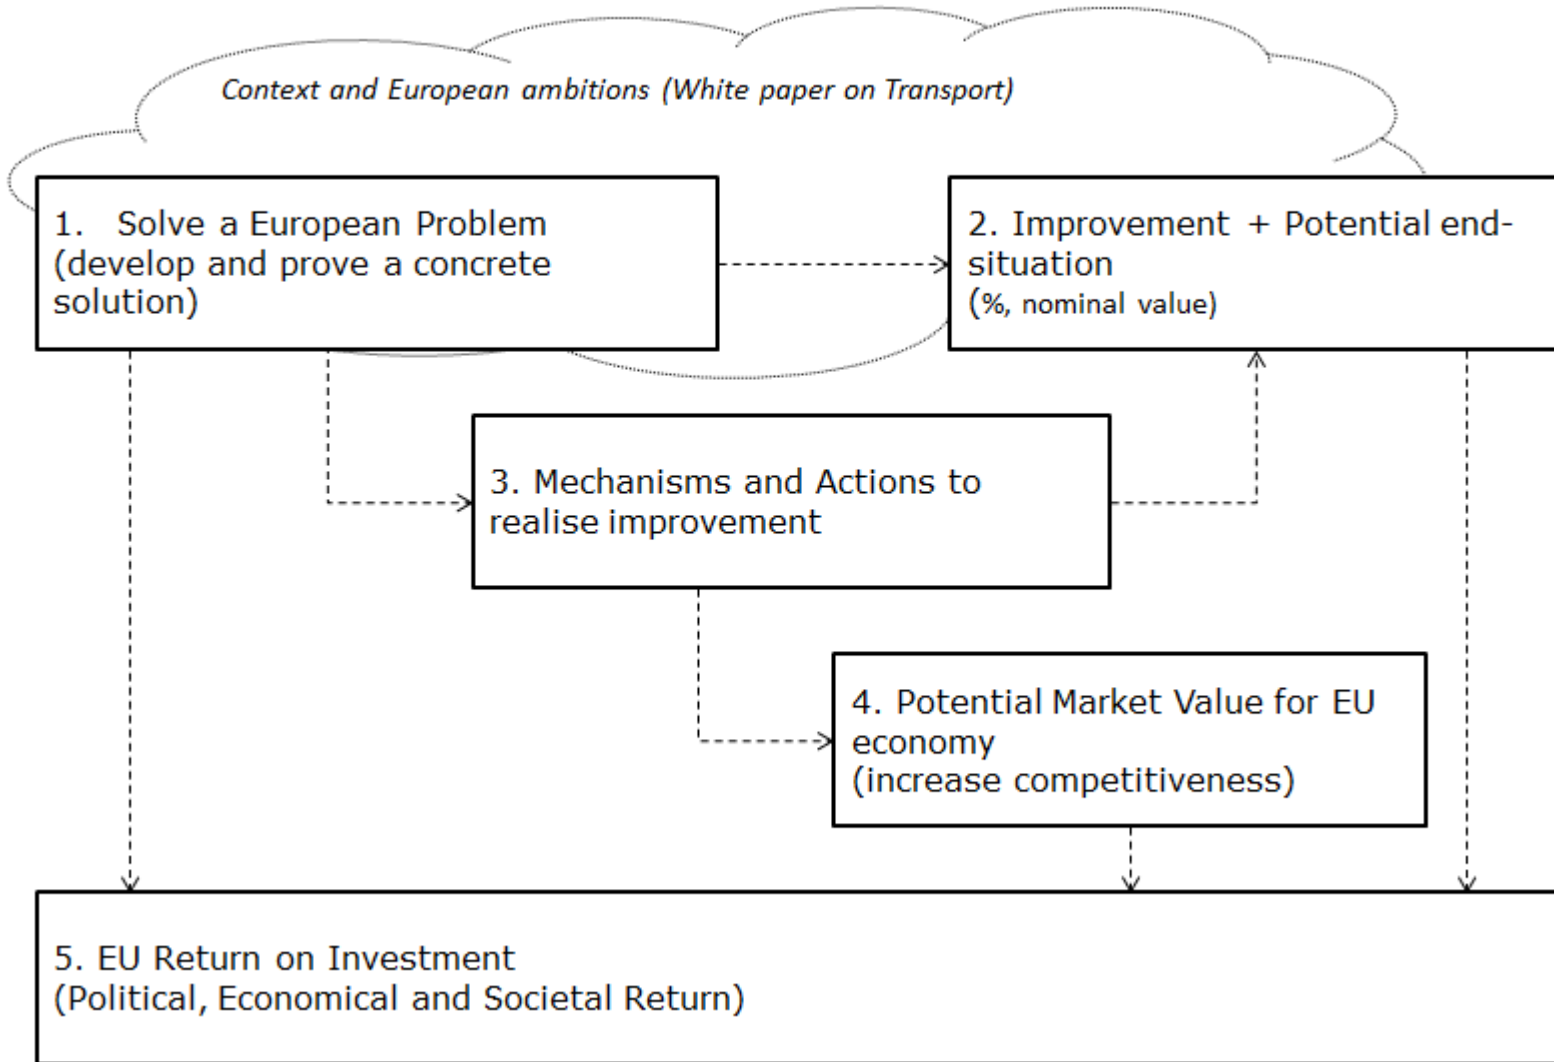 Context and European ambitions (White paper on Transport)
1. Solve a European Problem
(develop and prove a concrete
solution)
2. Improvement + Potential end-
situation
(%, nominal value)
3. Mechanisms and Actions to
realise improvement
4. Potential Market Value for EU
economy
(increase competitiveness)
5. EU Return on Investment
(Political, Economical and Societal Return)